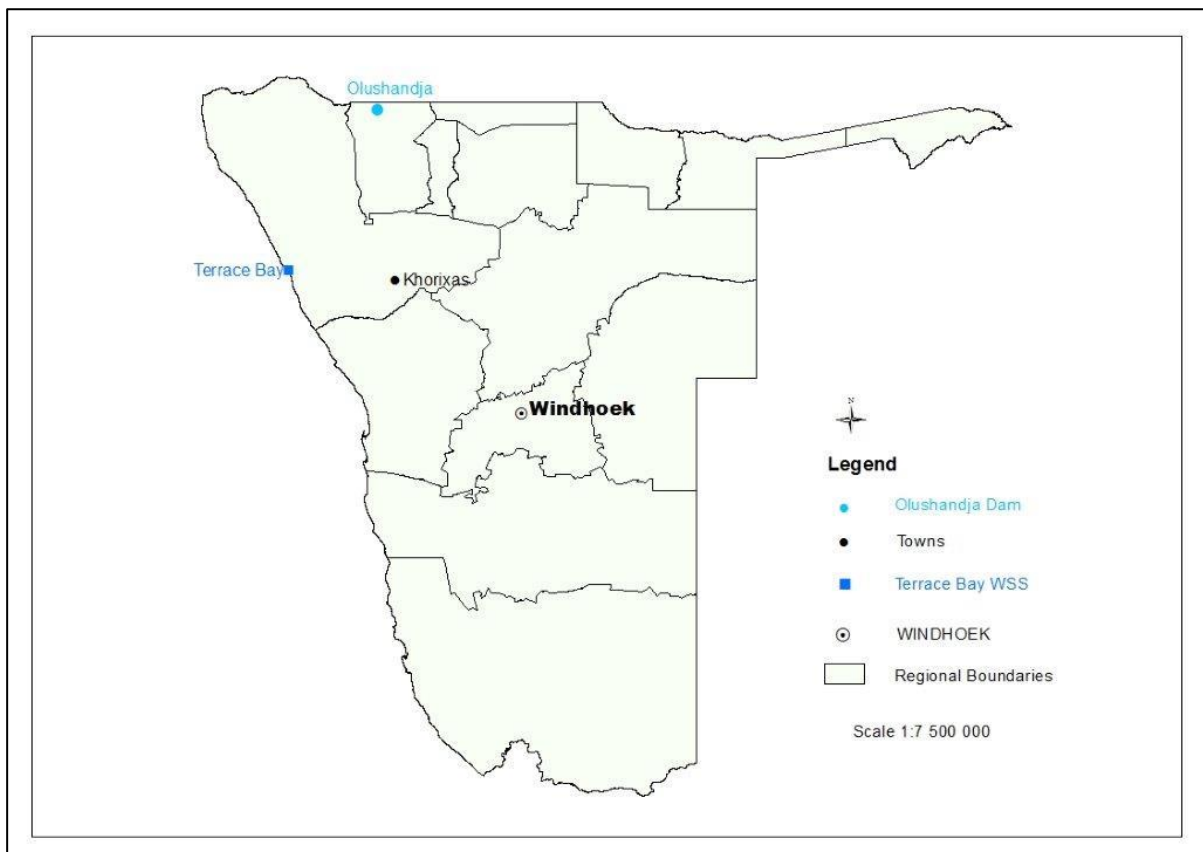 Olushandja
Terrace Bay
Khorixas
Windhoek
N
Legend
Olushandja Dam
Towns
Terrace Bay WSS
WINDHOEK
Regional Boundaries
Scale 1:7 500 000